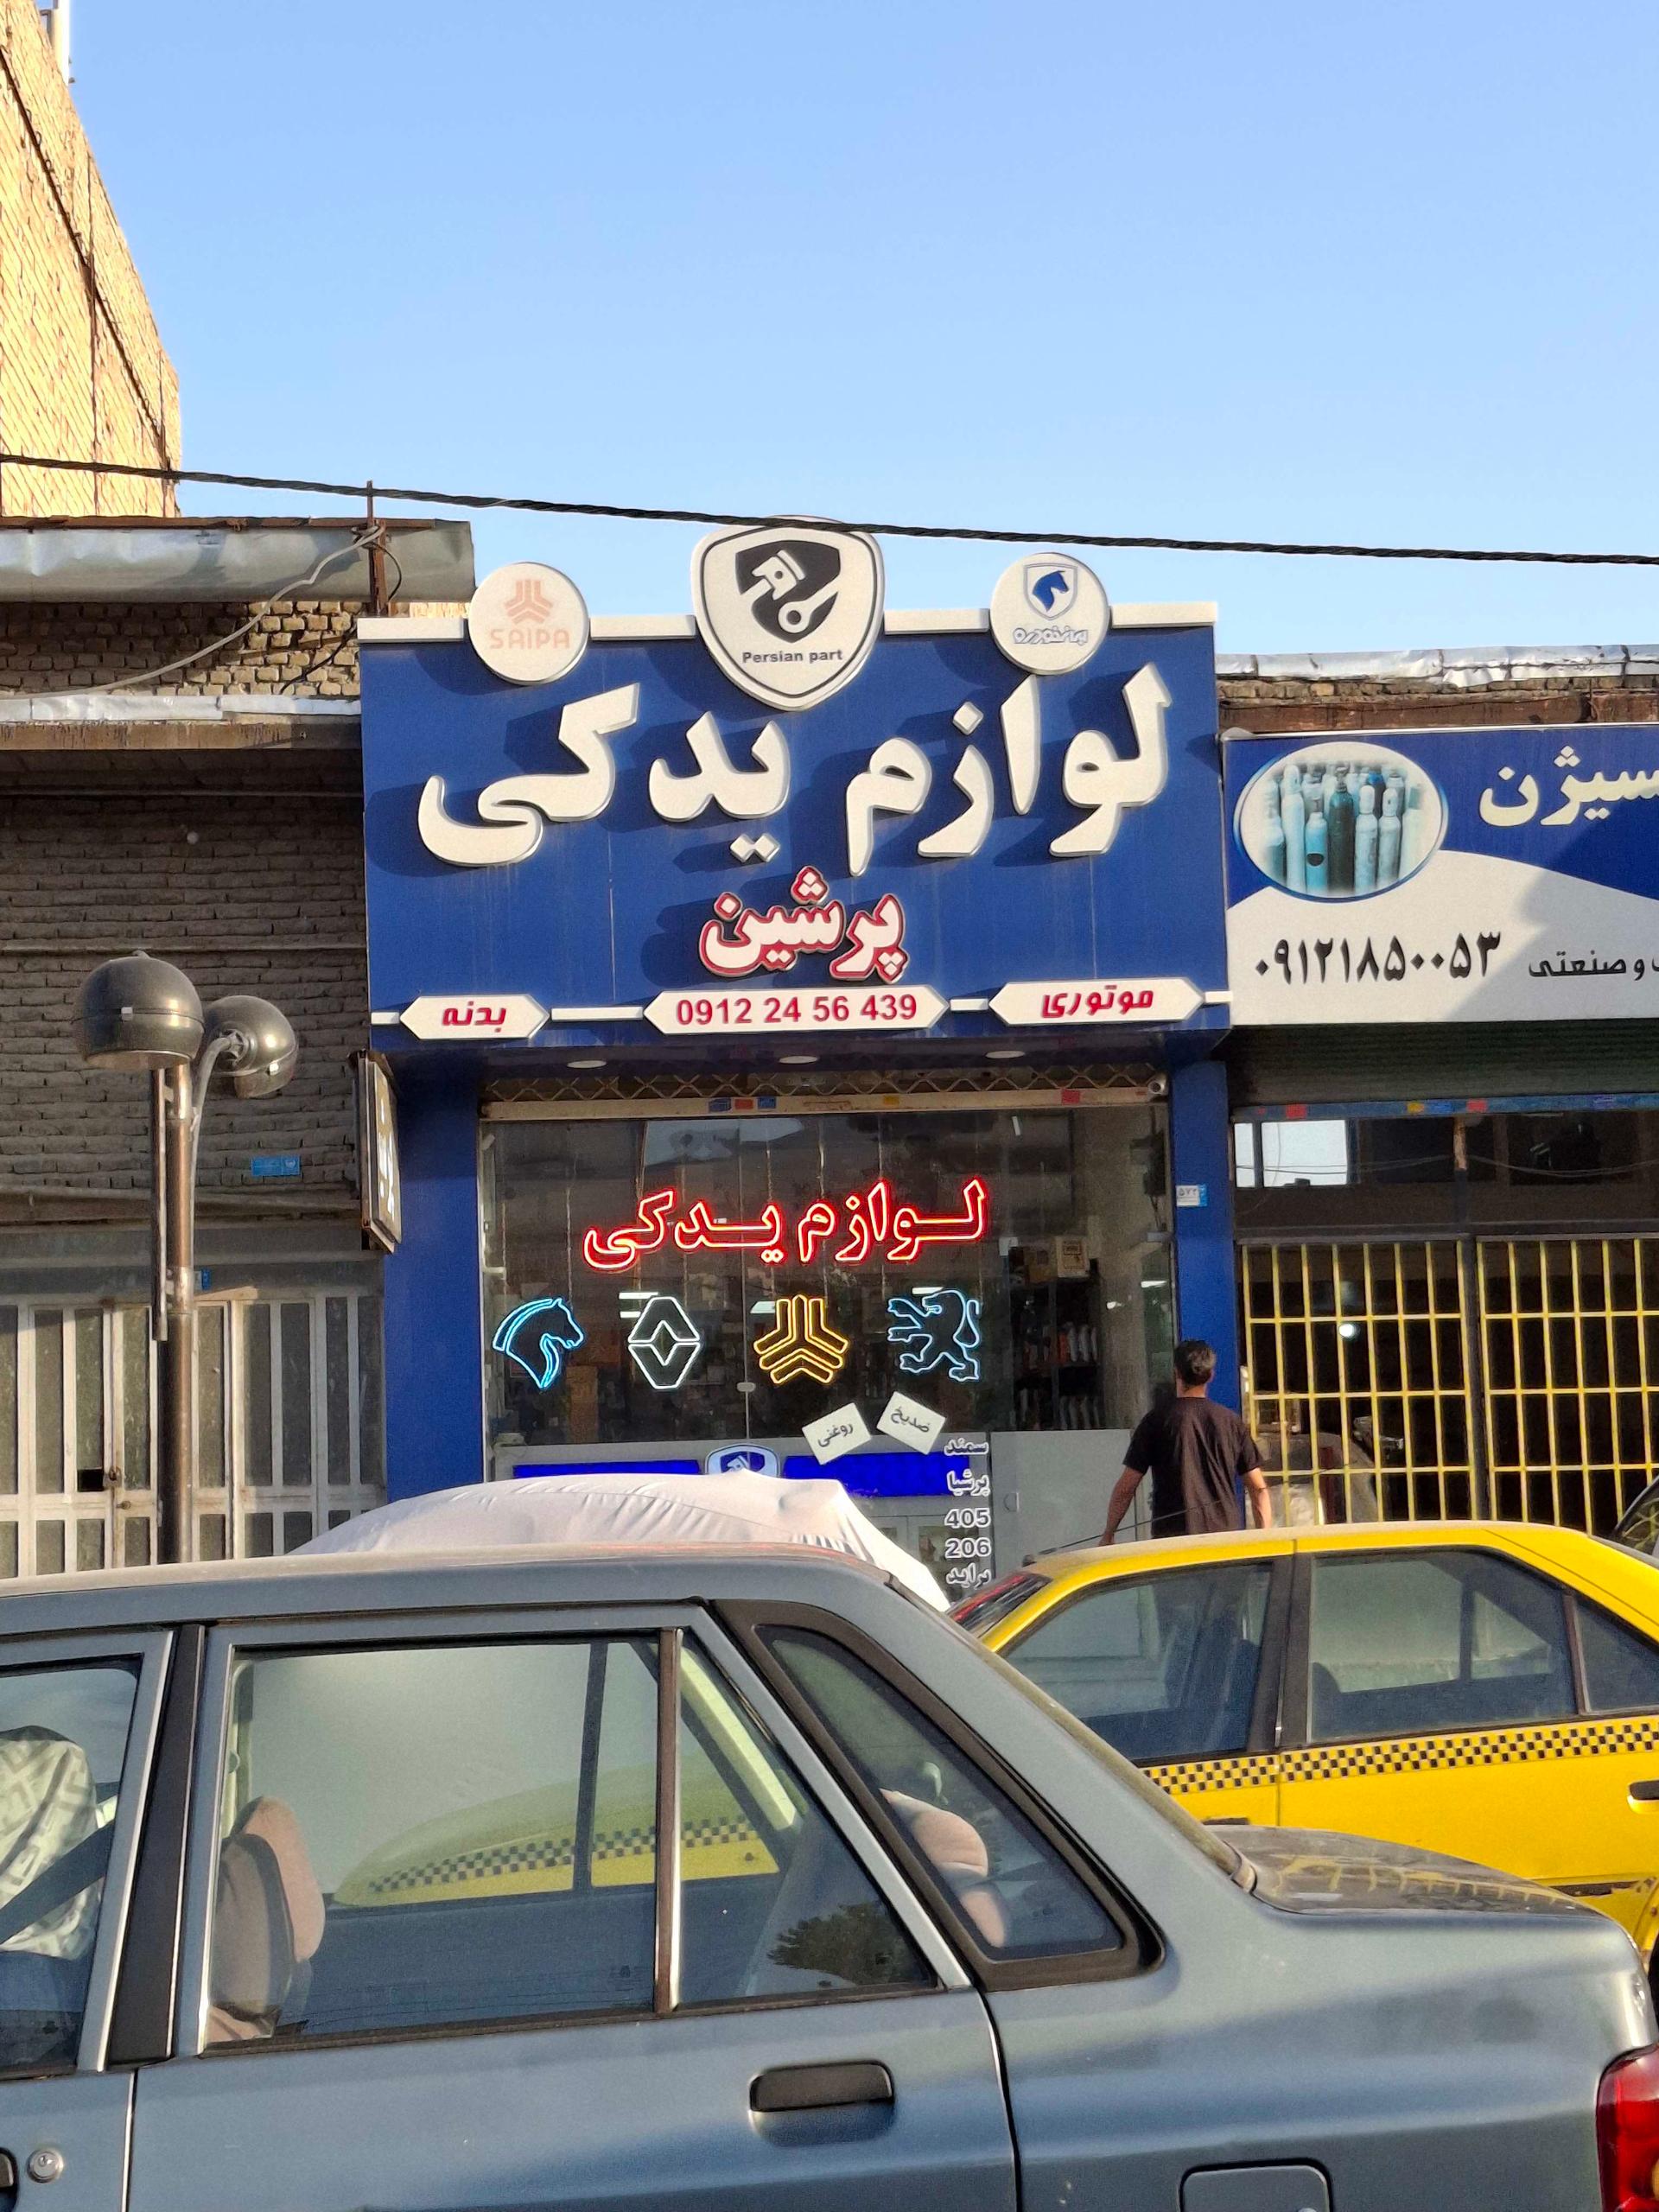 SAIPA
Persian part
ایران‌خودرو
لوازم یدکی
پرشین
بدنه
0912 24 56 439
موتوری
سیژن
۰۹۱۲۱۸۵۰۰۵۳
و صنعتی
لوازم یدکی
روغنی
ضدیخ
سمند
پرشیا
405
206
پراید